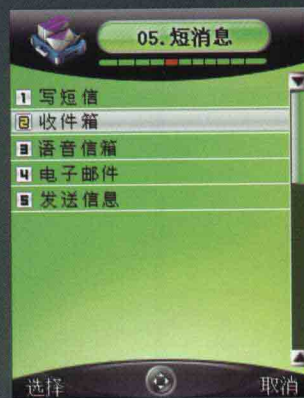 05.短消息
1 写短信
2 收件箱
3 语音信箱
4 电子邮件
5 发送信息
选择 取消